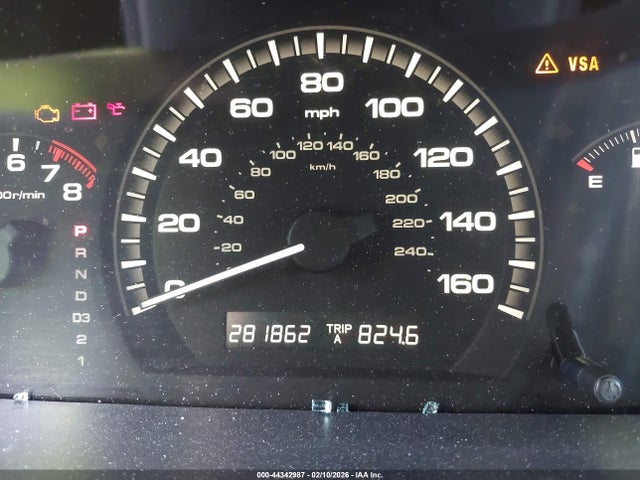 80
60 mph 100
VSA
120 140
100 160
80 km/h 180
40 120
6 7 8
00r/min
60 200
E
20 40 220 140
20 240
P
R
N
D
D3
2
1
0 160
281862 TRIP A 824.6
000-44342987 - 02/10/2026 - IAA Inc.